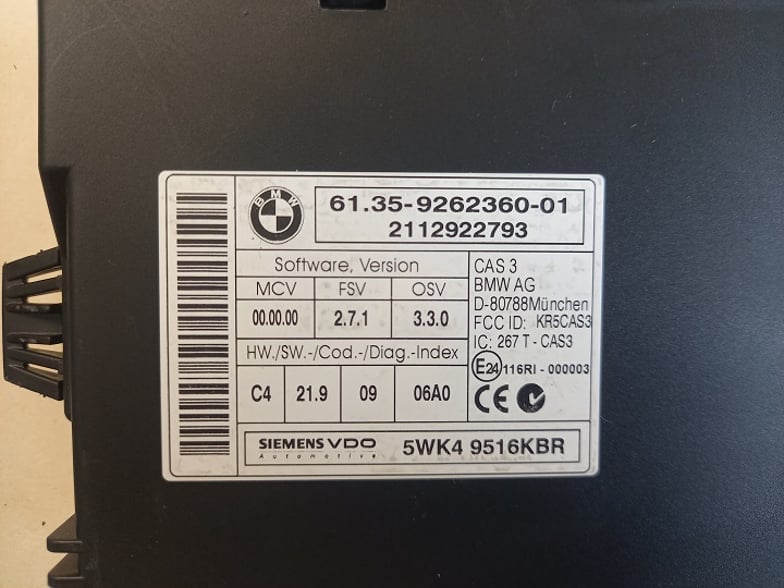 BMW
61.35-9262360-01
2112922793
Software, Version
MCV FSV OSV
00.00.00 2.7.1 3.3.0
HW./SW.-/Cod.-/Diag.-Index
C4 21.9 09 06A0
CAS 3
BMW AG
D-80788München
FCC ID: KR5CAS3
IC: 267 T - CAS3
E24 116RI - 000003
CE
SIEMENS VDO
Automotive
5WK4 9516KBR